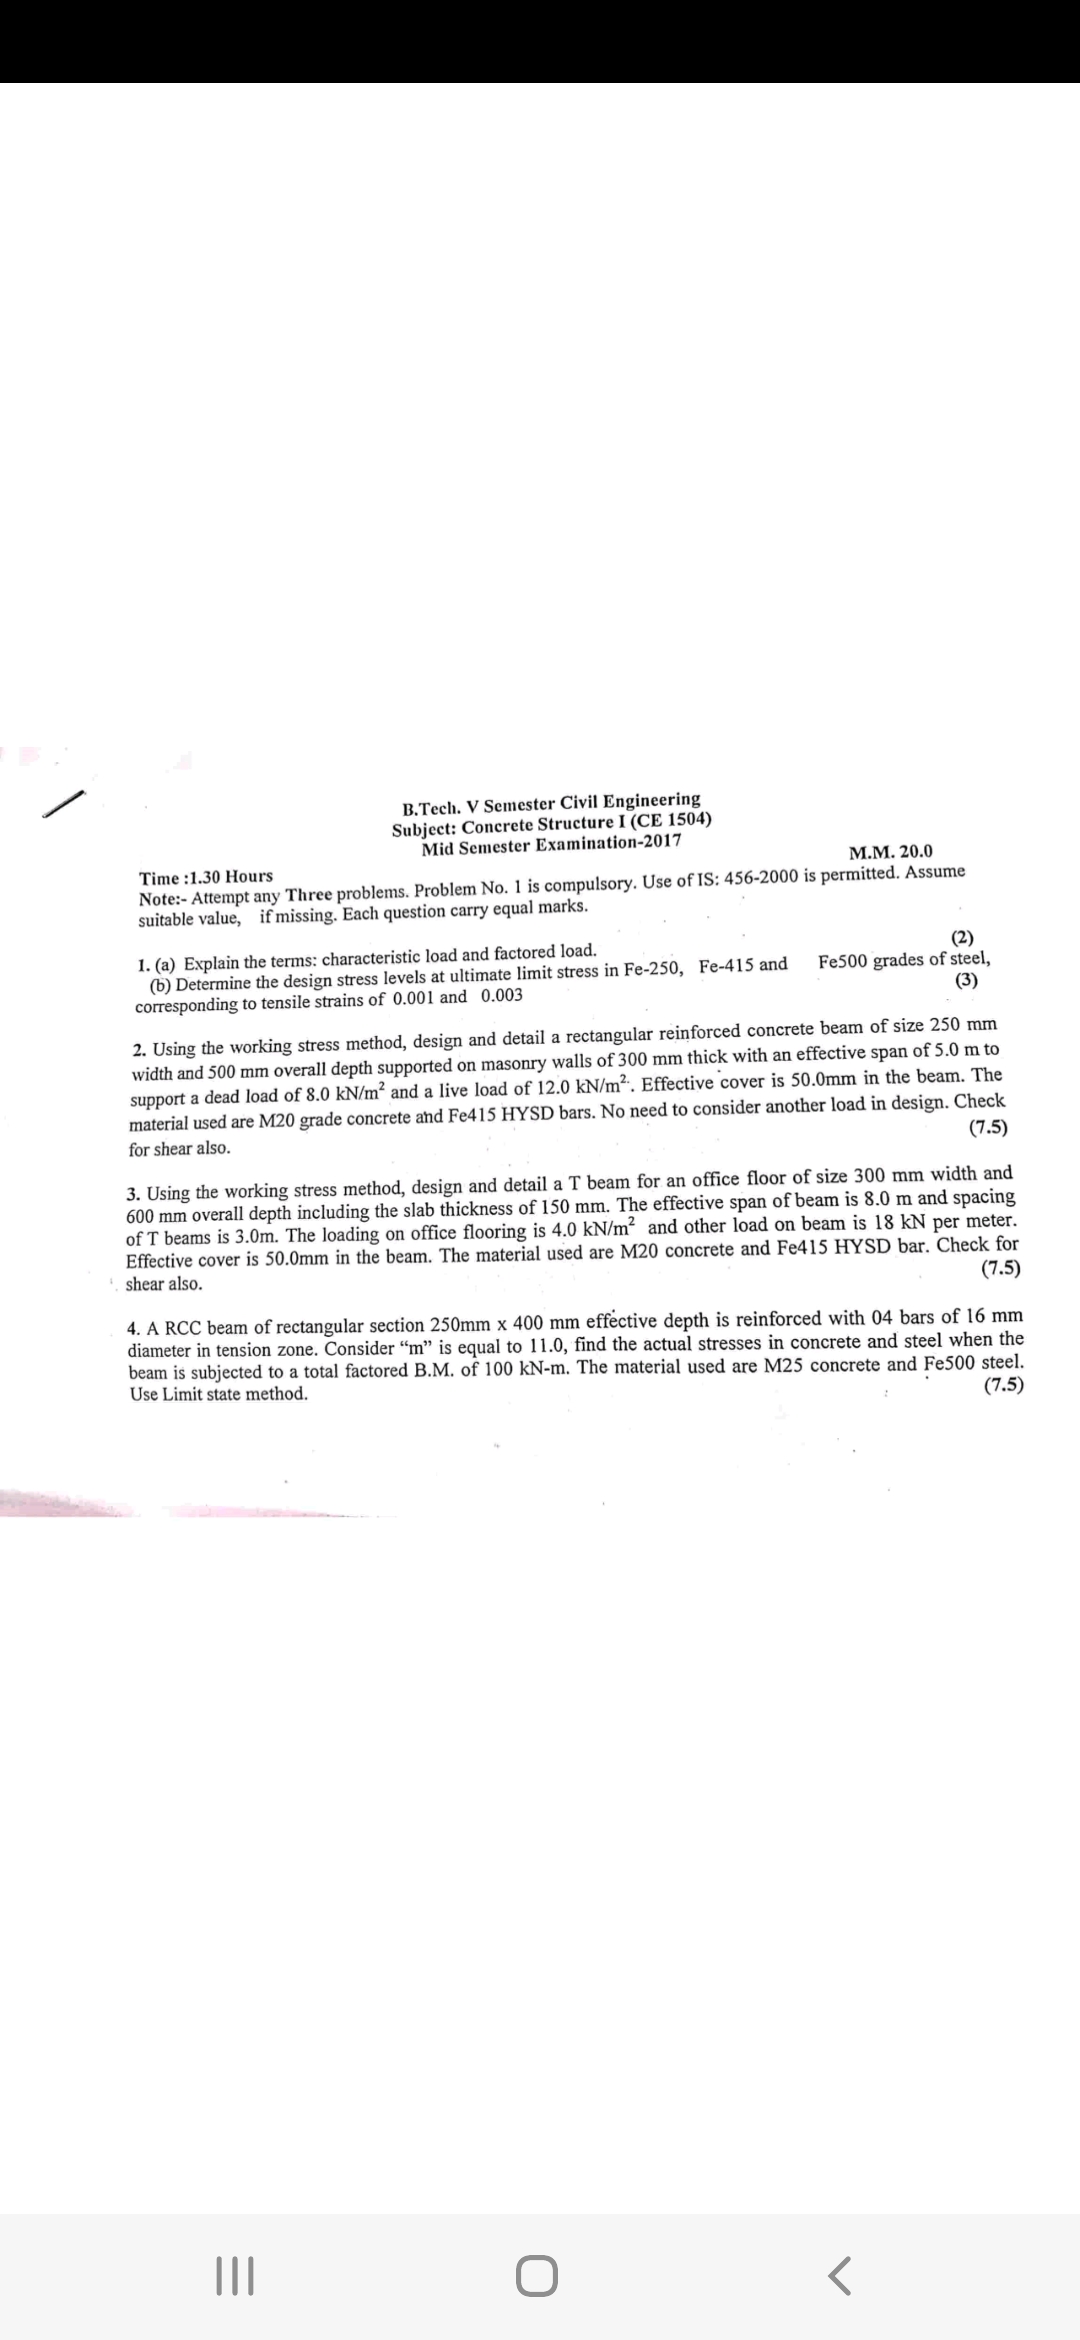 B.Tech. V Semester Civil Engineering
Subject: Concrete Structure I (CE 1504)
Mid Semester Examination-2017
Time :1.30 Hours M.M. 20.0
Note:- Attempt any Three problems. Problem No. 1 is compulsory. Use of IS: 456-2000 is permitted. Assume
suitable value, if missing. Each question carry equal marks.
1. (a) Explain the terms: characteristic load and factored load. (2)
(b) Determine the design stress levels at ultimate limit stress in Fe-250, Fe-415 and Fe500 grades of steel,
corresponding to tensile strains of 0.001 and 0.003 (3)
2. Using the working stress method, design and detail a rectangular reinforced concrete beam of size 250 mm
width and 500 mm overall depth supported on masonry walls of 300 mm thick with an effective span of 5.0 m to
support a dead load of 8.0 kN/m² and a live load of 12.0 kN/m². Effective cover is 50.0mm in the beam. The
material used are M20 grade concrete and Fe415 HYSD bars. No need to consider another load in design. Check
for shear also. (7.5)
3. Using the working stress method, design and detail a T beam for an office floor of size 300 mm width and
600 mm overall depth including the slab thickness of 150 mm. The effective span of beam is 8.0 m and spacing
of T beams is 3.0m. The loading on office flooring is 4.0 kN/m² and other load on beam is 18 kN per meter.
Effective cover is 50.0mm in the beam. The material used are M20 concrete and Fe415 HYSD bar. Check for
shear also. (7.5)
4. A RCC beam of rectangular section 250mm x 400 mm effective depth is reinforced with 04 bars of 16 mm
diameter in tension zone. Consider “m” is equal to 11.0, find the actual stresses in concrete and steel when the
beam is subjected to a total factored B.M. of 100 kN-m. The material used are M25 concrete and Fe500 steel.
Use Limit state method. (7.5)